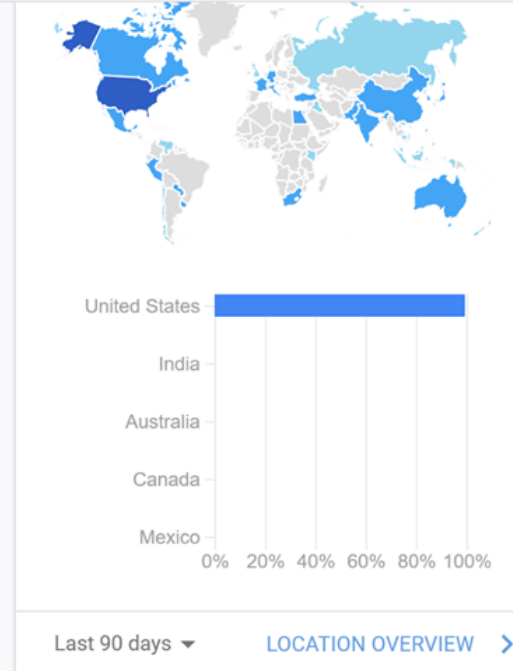 United States
India
Australia
Canada
Mexico
0% 20% 40% 60% 80% 100%
Last 90 days LOCATION OVERVIEW